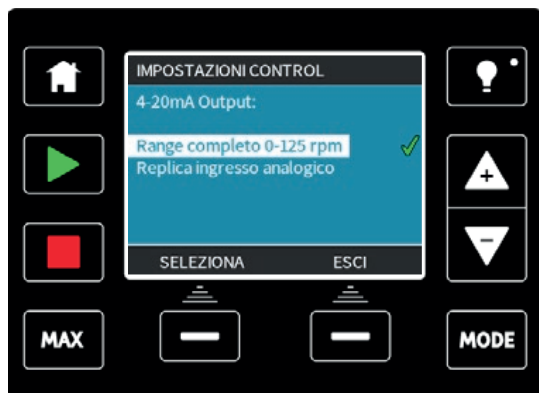 IMPOSTAZIONI CONTROL
4-20mA Output:
Range completo 0-125 rpm
Replica ingresso analogico
SELEZIONA ESCI
MAX
MODE